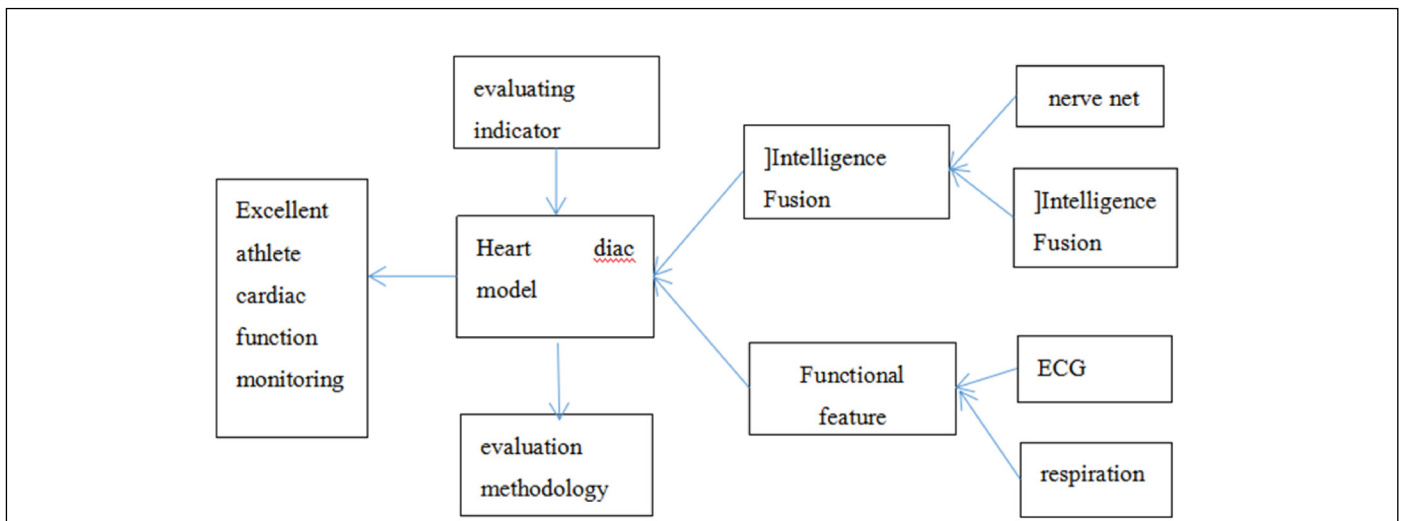 evaluating
indicator
Excellent
athlete
cardiac
function
monitoring
Heart diac
model
evaluation
methodology
]Intelligence
Fusion
Functional
feature
nerve net
]Intelligence
Fusion
ECG
respiration